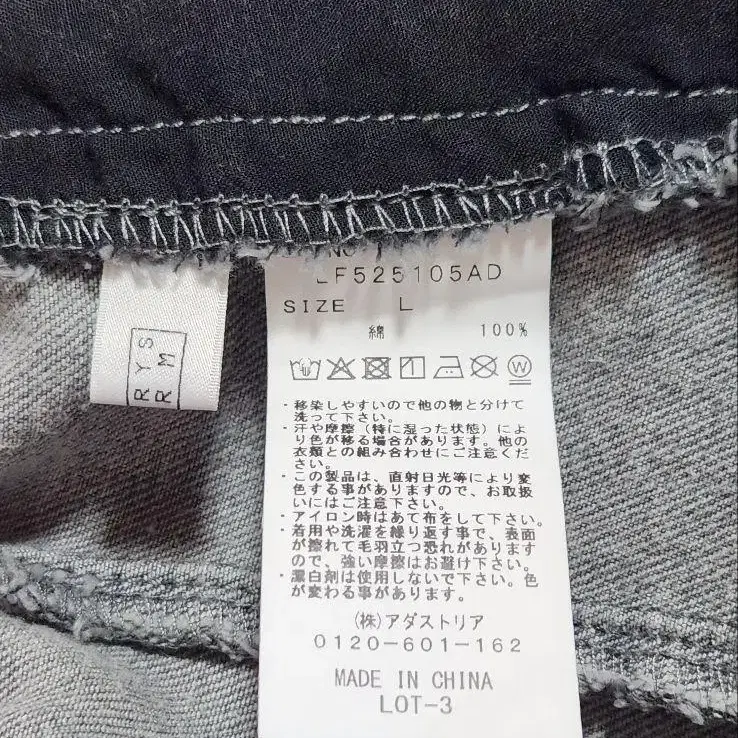 NO
LF525105AD
SIZE L
綿 100%
W
・移染しやすいので他の物と分けて
洗って下さい。
・汗や摩擦（特に湿った状態）によ
り色が移る場合があります。他の
衣類との組み合わせにご注意くだ
さい。
・この製品は、直射日光等により変
色する事がありますので、お取扱
いにはご注意下さい。
・アイロン時はあて布をして下さい。
・着用や洗濯を繰り返す事で、表面
が擦れて毛羽立つ恐れがあります
ので、強い摩擦はお避け下さい。
・漂白剤は使用しないで下さい。色
が変わる事があります。
(株)アダストリア
0120-601-162
MADE IN CHINA
LOT-3
RYS
RM